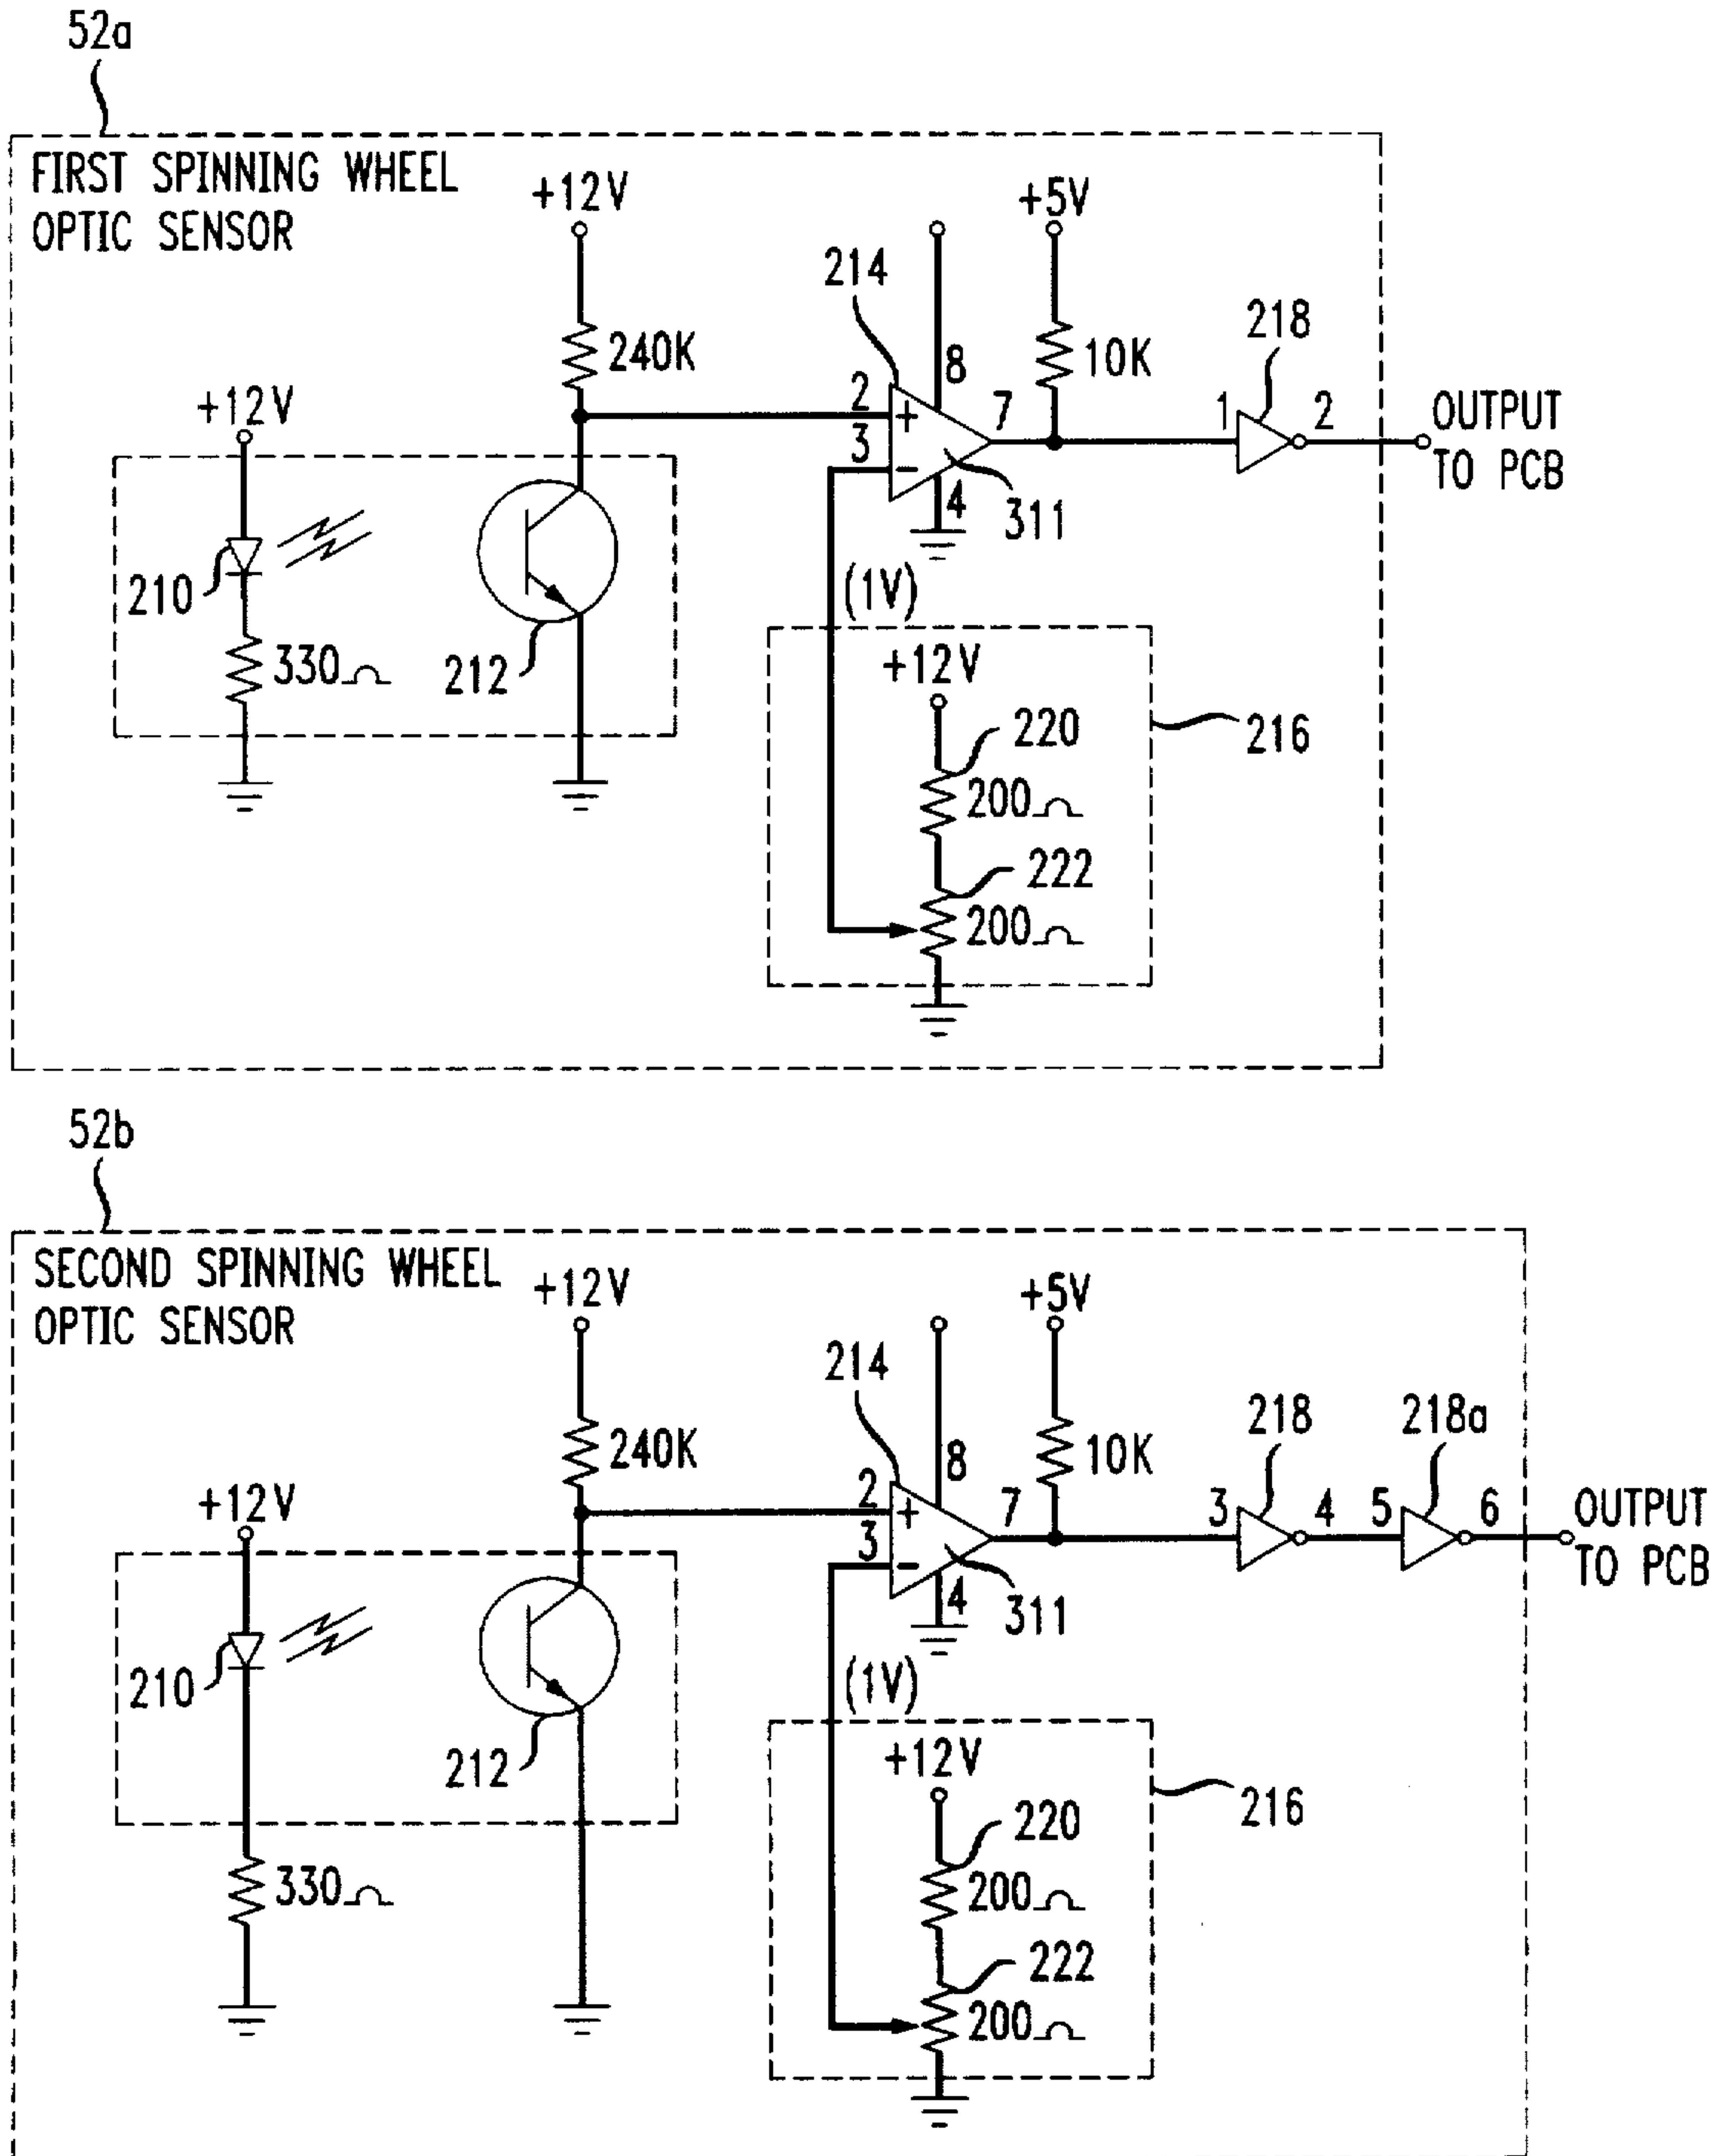 52a
FIRST SPINNING WHEEL
OPTIC SENSOR
+12V
+5V
214
218
240K
8
10K
+12V
2
+
7
1
2
OUTPUT
TO PCB
3
-
4
311
210
(1V)
330Ω
212
+12V
220
216
200Ω
222
200Ω
52b
SECOND SPINNING WHEEL
OPTIC SENSOR
+12V
+5V
214
218
218a
240K
8
10K
+12V
2
+
7
3
4
5
6
OUTPUT
TO PCB
3
-
4
311
210
(1V)
212
+12V
220
216
330Ω
200Ω
222
200Ω